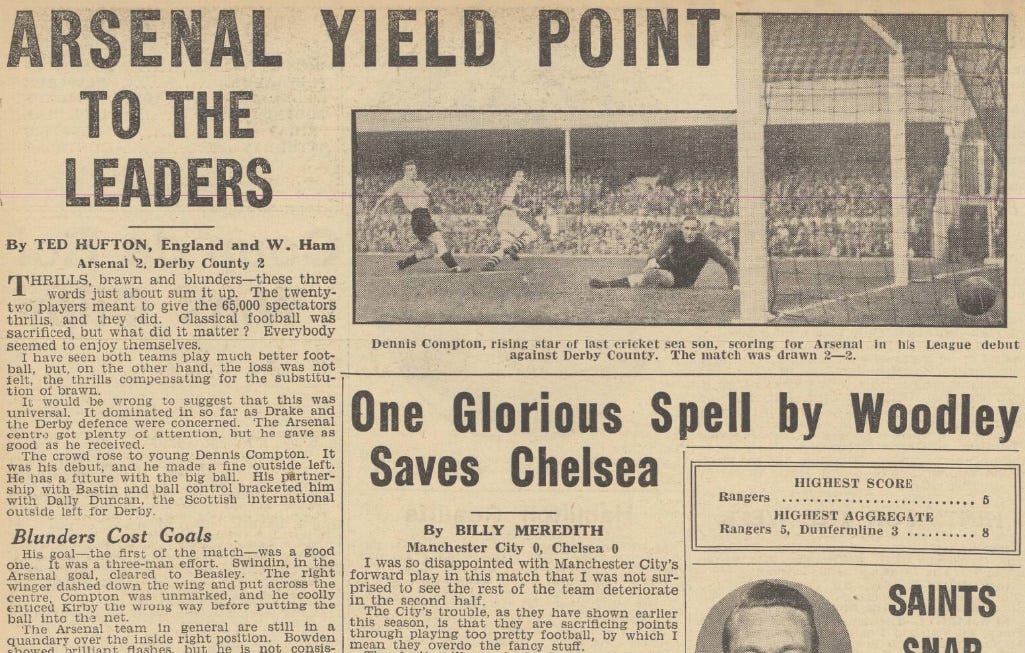 ARSENAL YIELD POINT
TO THE
LEADERS
By TED HUFTON, England and W. Ham
Arsenal 2, Derby County 2
THRILLS, brawn and blunders—these three
words just about sum it up. The twenty-
two players meant to give the 65,000 spectators
thrills, and they did. Classical football was
sacrificed, but what did it matter? Everybody
seemed to enjoy themselves.
I have seen both teams play much better foot-
ball, but, on the other hand, the loss was not
felt, the thrills compensating for the substitu-
tion of brawn.
It would be wrong to suggest that this was
universal. It dominated in so far as Drake and
the Derby defence were concerned. The Arsenal
centre got plenty of attention, but he gave as
good as he received.
The crowd rose to young Dennis Compton. It
was his debut, and he made a fine outside left.
He has a future with the big ball. His partner-
ship with Bastin and ball control bracketed him
with Dally Duncan, the Scottish international
outside left for Derby.
Blunders Cost Goals
His goal—the first of the match—was a good
one. It was a three-man effort. Swindin, in the
Arsenal goal, cleared to Beasley. The right
winger dashed down the wing and put across the
centre. Compton was unmarked, and he coolly
enticed Kirby the wrong way before putting the
ball into the net.
The Arsenal team in general are still in a
quandary over the inside right position. Bowden
showed brilliant flashes, but he is not consis-
Dennis Compton, rising star of last cricket sea son, scoring for Arsenal in his League debut
against Derby County. The match was drawn 2—2.
One Glorious Spell by Woodley
Saves Chelsea
By BILLY MEREDITH
Manchester City 0, Chelsea 0
I was so disappointed with Manchester City's
forward play in this match that I was not sur-
prised to see the rest of the team deteriorate
in the second half.
The City's trouble, as they have shown earlier
this season, is that they are sacrificing points
through playing too pretty football, by which I
mean they overdo the fancy stuff.
HIGHEST SCORE
Rangers ............................ 5
HIGHEST AGGREGATE
Rangers 5, Dunfermline 3 .......... 8
SAINTS
SNAP